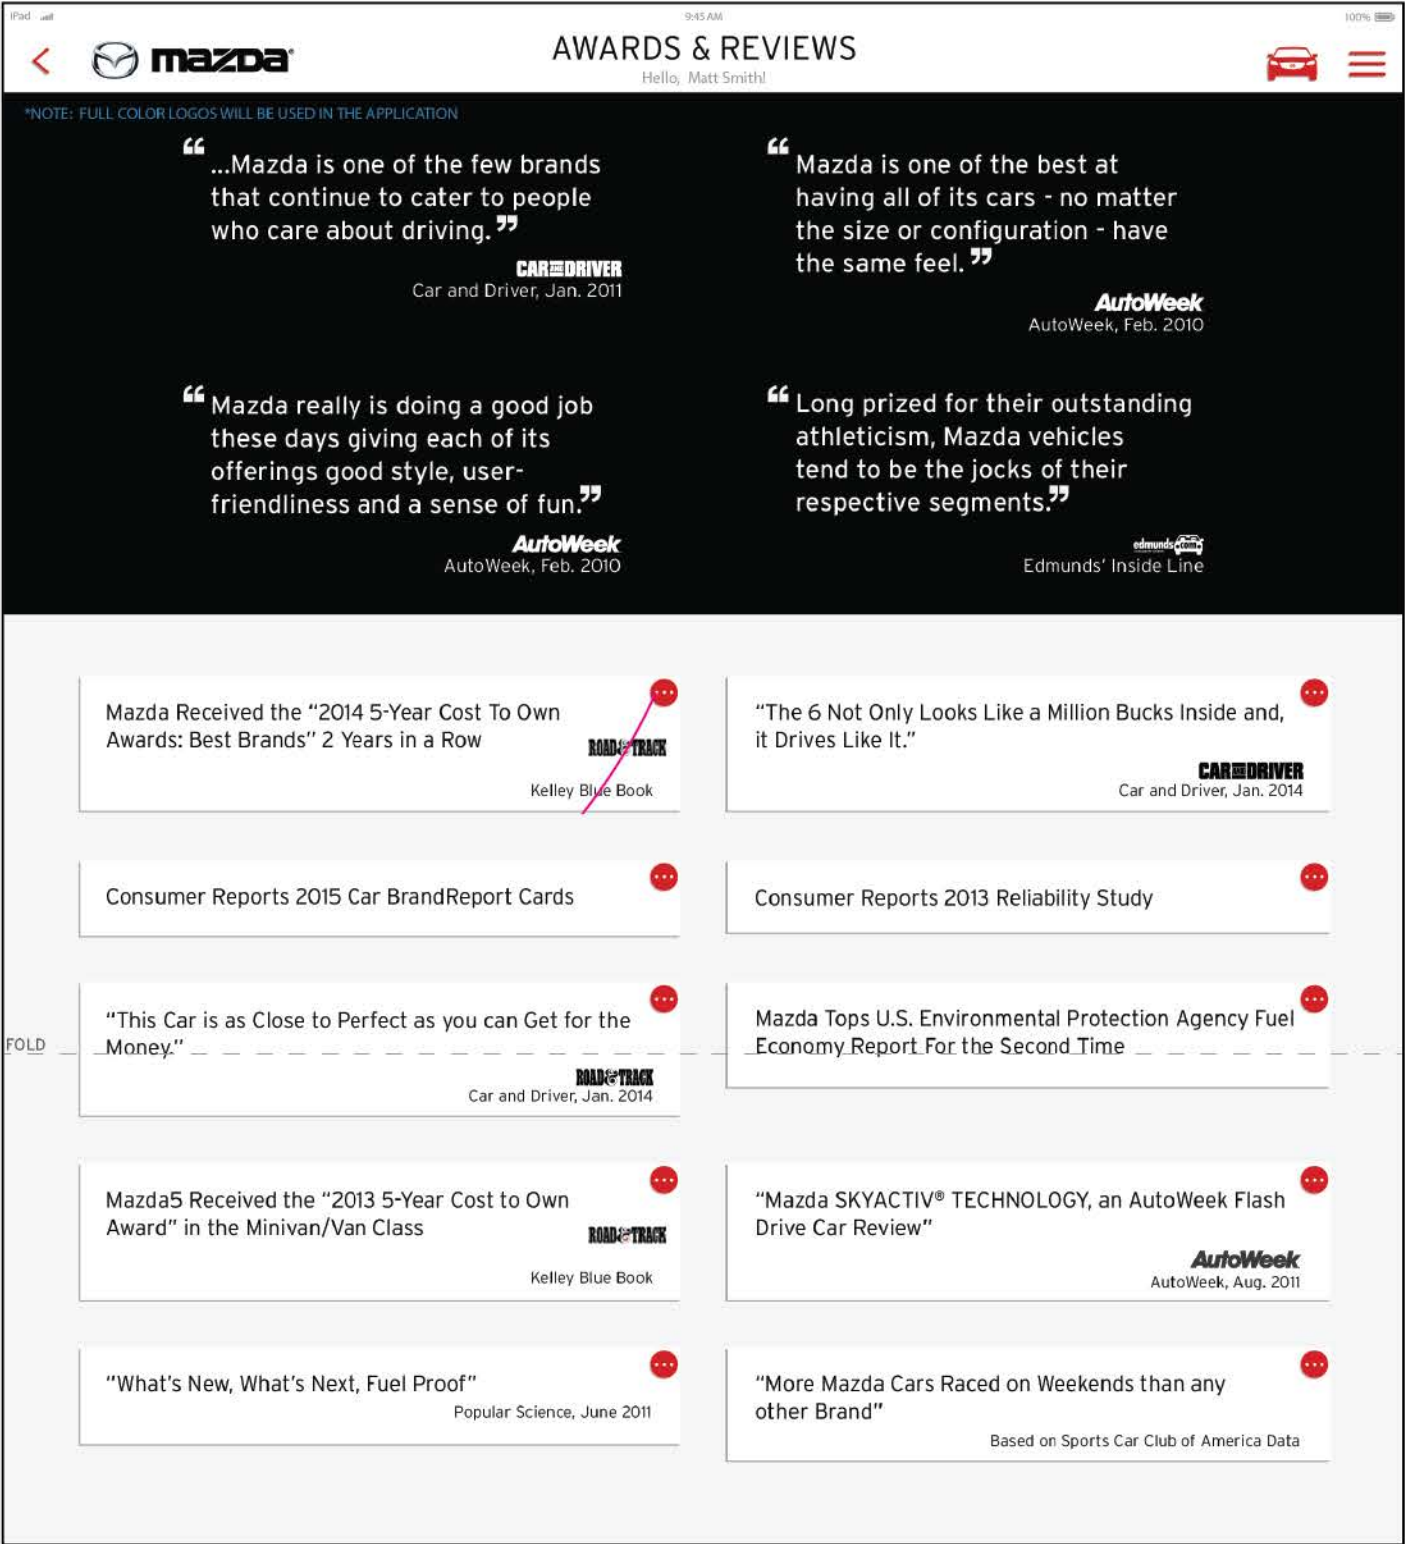 iPad
9:45 AM
100%
mazda
AWARDS & REVIEWS
Hello, Matt Smith!
*NOTE: FULL COLOR LOGOS WILL BE USED IN THE APPLICATION
“ ...Mazda is one of the few brands
that continue to cater to people
who care about driving. ”
CAR AND DRIVER
Car and Driver, Jan. 2011
“ Mazda is one of the best at
having all of its cars - no matter
the size or configuration - have
the same feel. ”
AutoWeek
AutoWeek, Feb. 2010
“ Mazda really is doing a good job
these days giving each of its
offerings good style, user-
friendliness and a sense of fun.”
AutoWeek
AutoWeek, Feb. 2010
“ Long prized for their outstanding
athleticism, Mazda vehicles
tend to be the jocks of their
respective segments.”
edmunds.com
Edmunds' Inside Line
Mazda Received the “2014 5-Year Cost To Own
Awards: Best Brands” 2 Years in a Row
ROAD & TRACK
Kelley Blue Book
“The 6 Not Only Looks Like a Million Bucks Inside and,
it Drives Like It.”
CAR AND DRIVER
Car and Driver, Jan. 2014
Consumer Reports 2015 Car BrandReport Cards
Consumer Reports 2013 Reliability Study
“This Car is as Close to Perfect as you can Get for the
Money.”
ROAD & TRACK
Car and Driver, Jan. 2014
Mazda Tops U.S. Environmental Protection Agency Fuel
Economy Report For the Second Time
FOLD
Mazda5 Received the “2013 5-Year Cost to Own
Award” in the Minivan/Van Class
ROAD & TRACK
Kelley Blue Book
“Mazda SKYACTIV® TECHNOLOGY, an AutoWeek Flash
Drive Car Review”
AutoWeek
AutoWeek, Aug. 2011
“What's New, What's Next, Fuel Proof”
Popular Science, June 2011
“More Mazda Cars Raced on Weekends than any
other Brand”
Based on Sports Car Club of America Data